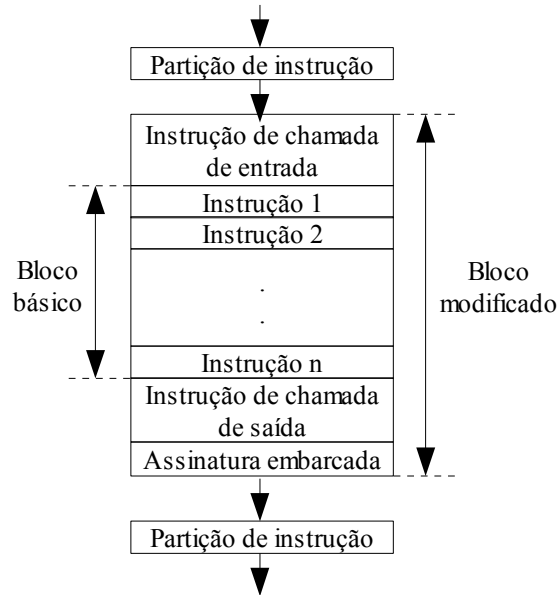 Partição de instrução
Instrução de chamada
de entrada
Instrução 1
Instrução 2
Bloco
básico
.
.
Bloco
modificado
Instrução n
Instrução de chamada
de saída
Assinatura embarcada
Partição de instrução